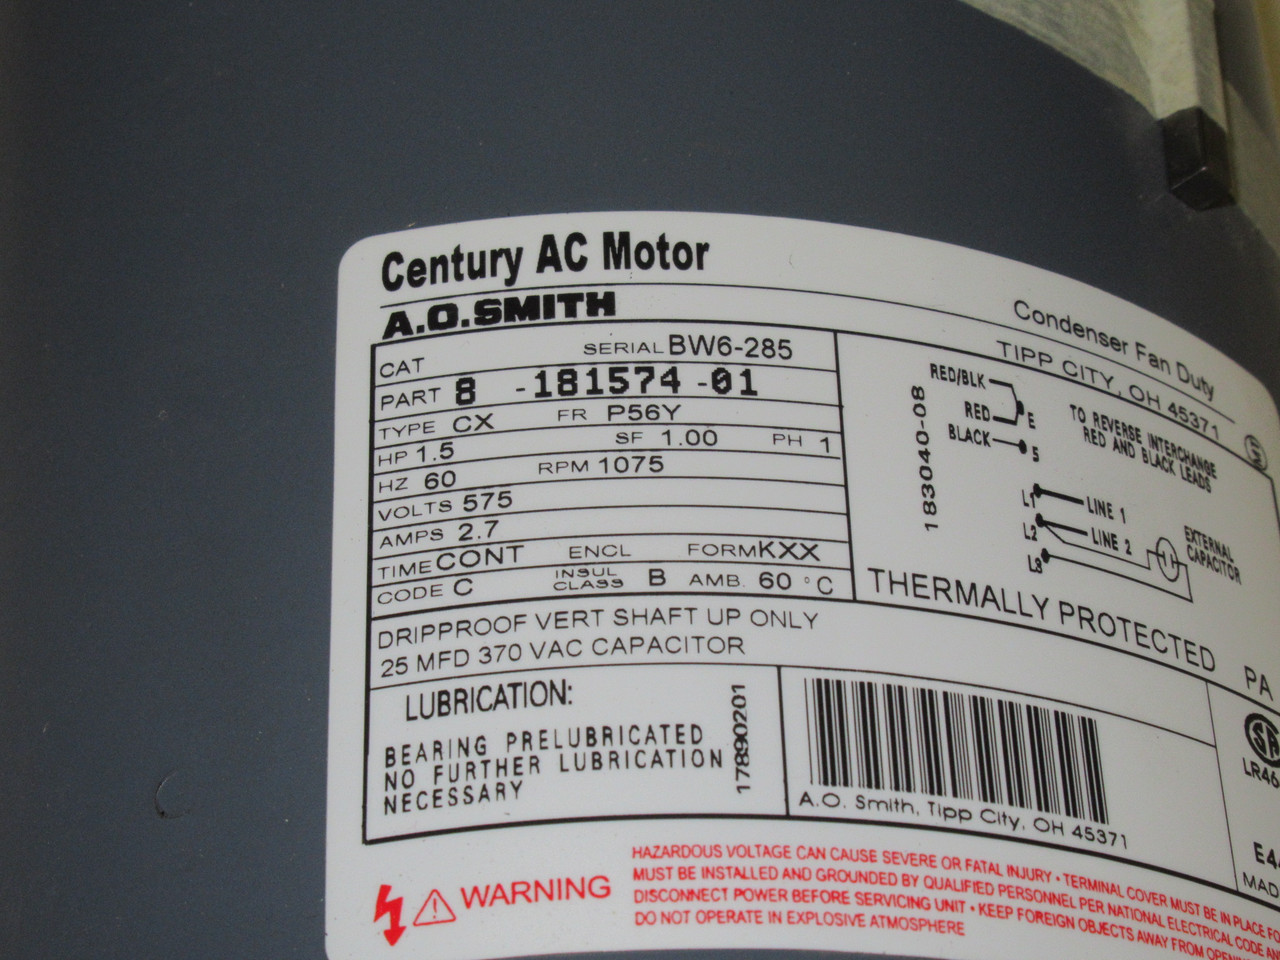 Century AC Motor
A.O.SMITH
Condenser Fan Duty
TIPP CITY, OH 45371
CAT SERIAL BW6-285
PART 8 -181574 -01
TYPE CX FR P56Y
HP 1.5 SF 1.00 PH 1
HZ 60 RPM 1075
VOLTS 575
AMPS 2.7
TIME CONT ENCL FORM KXX
CODE C INSUL CLASS B AMB. 60 °C
183040-08
RED/BLK
RED E
BLACK 5
TO REVERSE INTERCHANGE
RED AND BLACK LEADS
L1 LINE 1
L2 LINE 2
L3
EXTERNAL
CAPACITOR
THERMALLY PROTECTED PA
DRIPPROOF VERT SHAFT UP ONLY
25 MFD 370 VAC CAPACITOR
LUBRICATION:
BEARING PRELUBRICATED
NO FURTHER LUBRICATION
NECESSARY
17890201
A.O. Smith, Tipp City, OH 45371
LR46
E4
MAD
WARNING
HAZARDOUS VOLTAGE CAN CAUSE SEVERE OR FATAL INJURY • TERMINAL COVER MUST BE IN PLACE FO
MUST BE INSTALLED AND GROUNDED BY QUALIFIED PERSONNEL PER NATIONAL ELECTRICAL CODE AN
DISCONNECT POWER BEFORE SERVICING UNIT • KEEP FOREIGN OBJECTS AWAY FROM OPENIN
DO NOT OPERATE IN EXPLOSIVE ATMOSPHERE